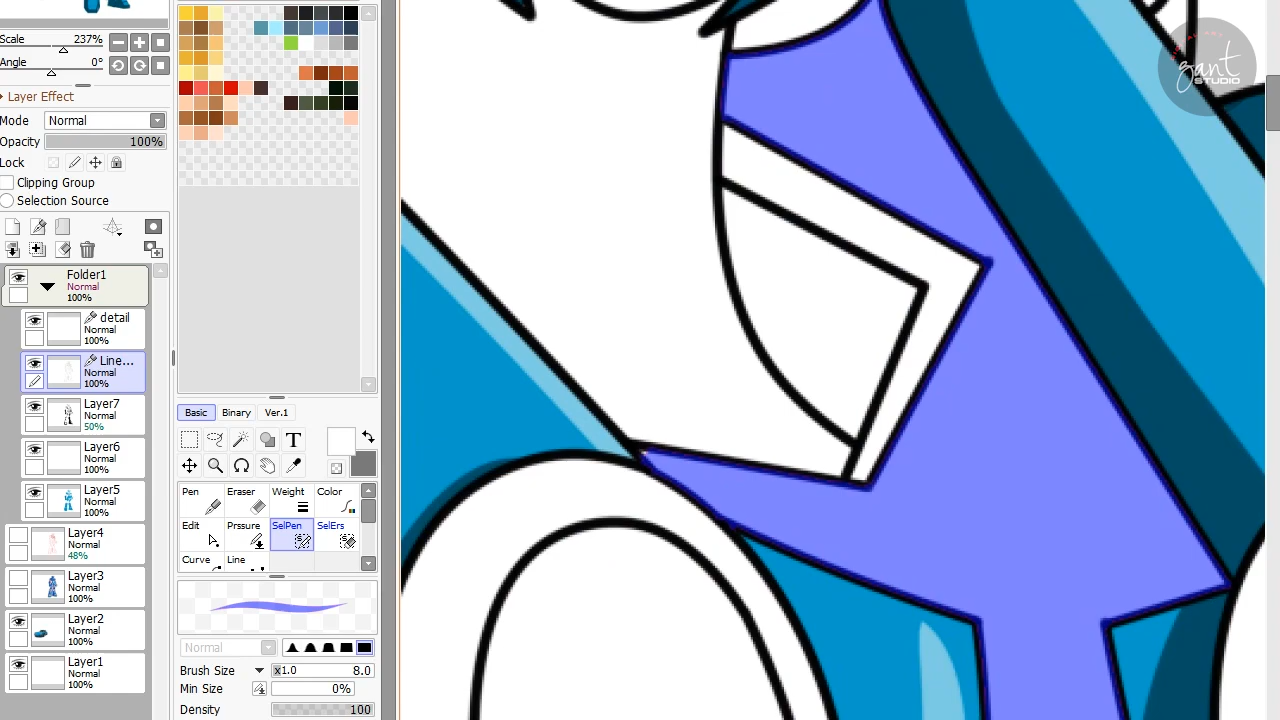 Scale 237%
Angle 0°
Layer Effect
Mode Normal
Opacity 100%
Lock
Clipping Group
Selection Source
Folder1
Normal
100%
detail
Normal
100%
Line...
Normal
100%
Layer7
Normal
50%
Layer6
Normal
100%
Layer5
Normal
100%
Layer4
Normal
48%
Layer3
Normal
100%
Layer2
Normal
100%
Layer1
Normal
100%
Basic Binary Ver.1
T
Pen Eraser Weight Color
Edit Prssure SelPen SelErs
Curve Line
Normal
Brush Size x1.0 8.0
Min Size 0%
Density 100
gant
STUDIO